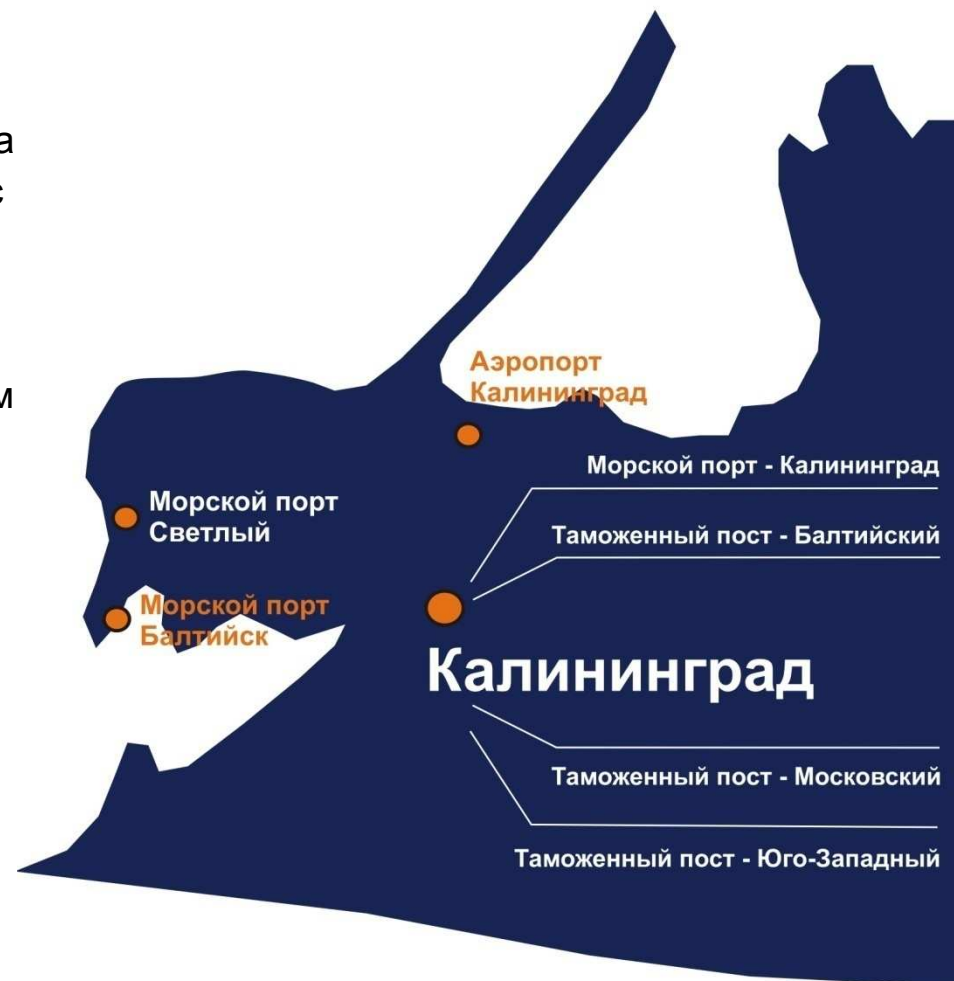 а
с
м
Аэропорт
Калининград
Морской порт - Калининград
Морской порт
Светлый
Таможенный пост - Балтийский
Морской порт
Балтийск
Калининград
Таможенный пост - Московский
Таможенный пост - Юго-Западный